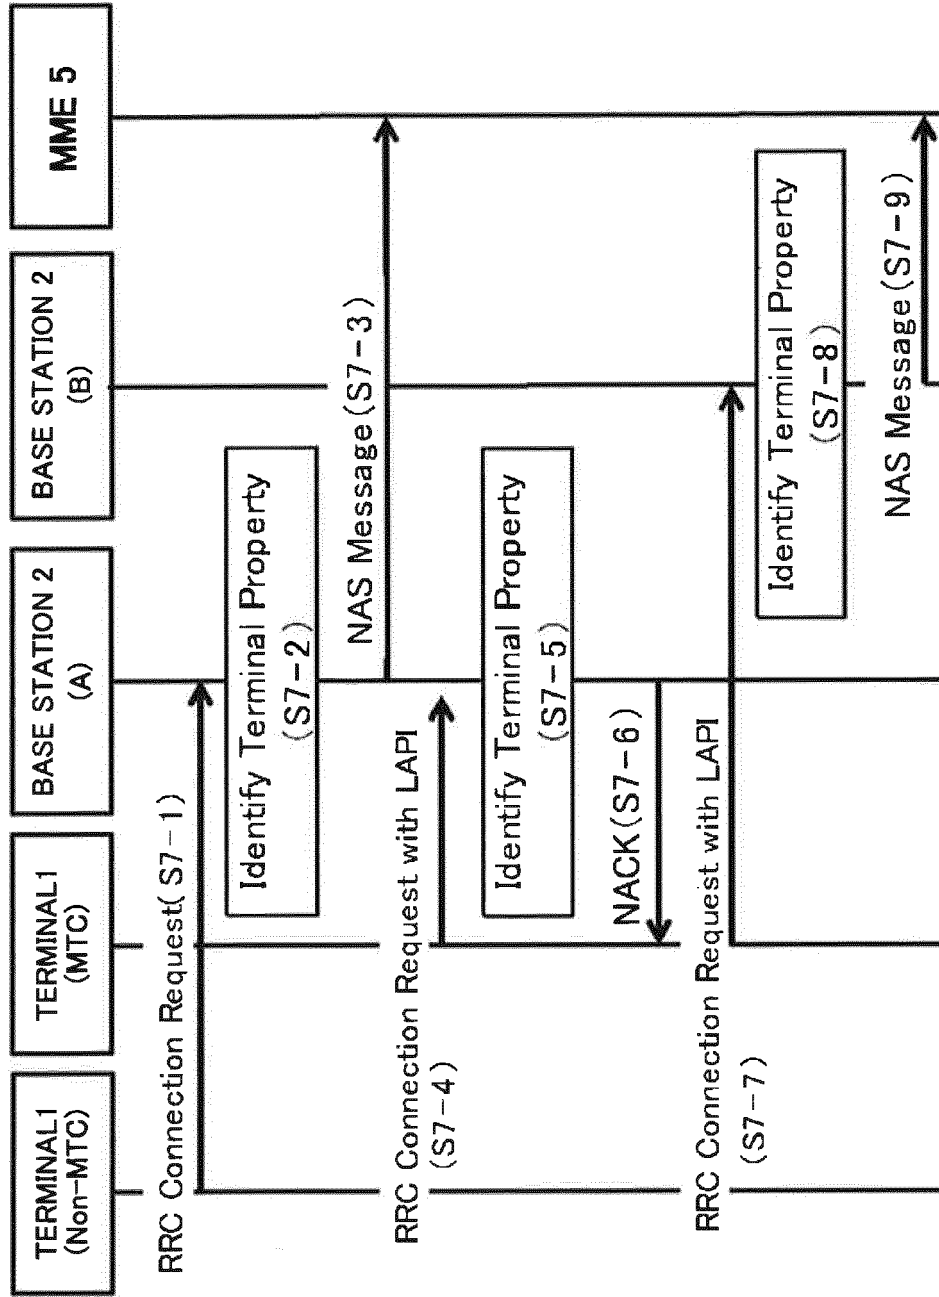 TERMINAL1
(Non-MTC)
TERMINAL1
(MTC)
BASE STATION 2
(A)
BASE STATION 2
(B)
MME 5
RRC Connection Request(S7-1)
Identify Terminal Property
(S7-2)
NAS Message(S7-3)
RRC Connection Request with LAPI
(S7-4)
Identify Terminal Property
(S7-5)
NACK(S7-6)
RRC Connection Request with LAPI
(S7-7)
Identify Terminal Property
(S7-8)
NAS Message(S7-9)